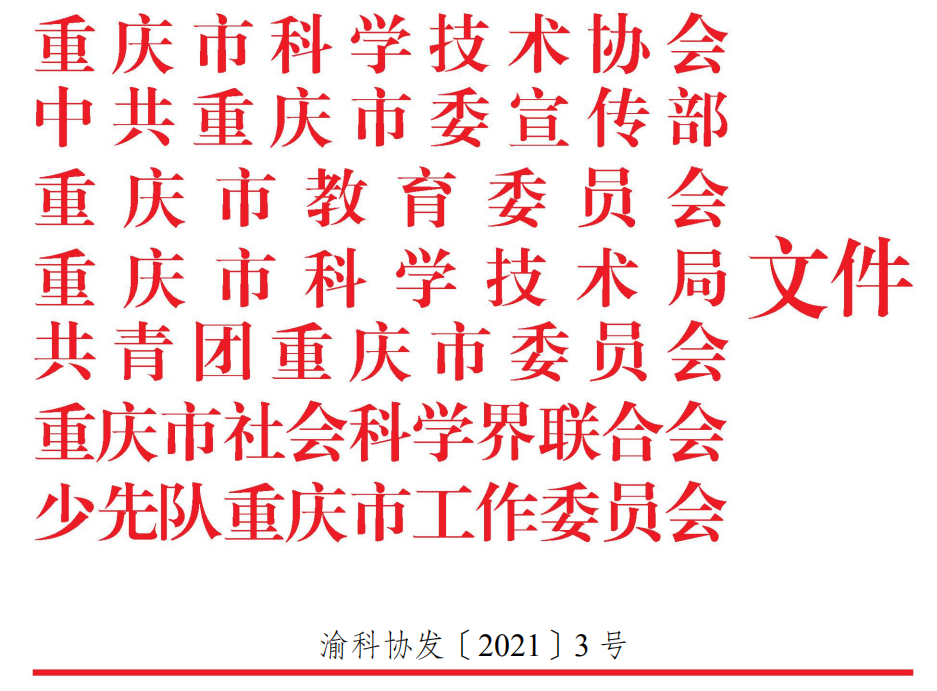 重庆市科学技术协会
中共重庆市委宣传部
重庆市教育委员会
重庆市科学技术局
共青团重庆市委员会
重庆市社会科学界联合会
少先队重庆市工作委员会
文件
渝科协发〔2021〕3 号